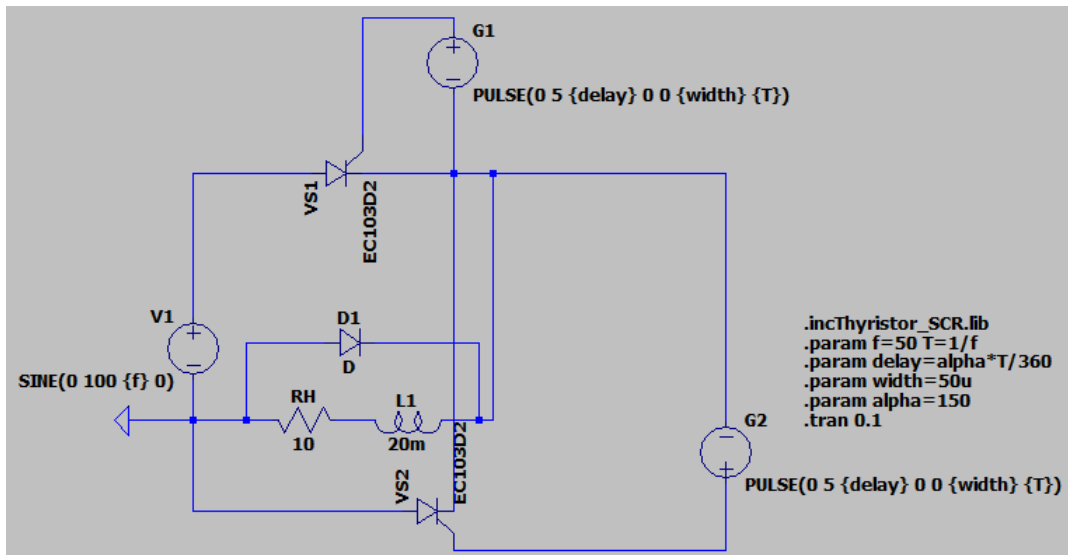 G1
PULSE(0 5 {delay} 0 0 {width} {T})
VS1
EC103D2
V1
SINE(0 100 {f} 0)
D1
D
RH
10
L1
20m
VS2
EC103D2
G2
PULSE(0 5 {delay} 0 0 {width} {T})
.incThyristor_SCR.lib
.param f=50 T=1/f
.param delay=alpha*T/360
.param width=50u
.param alpha=150
.tran 0.1